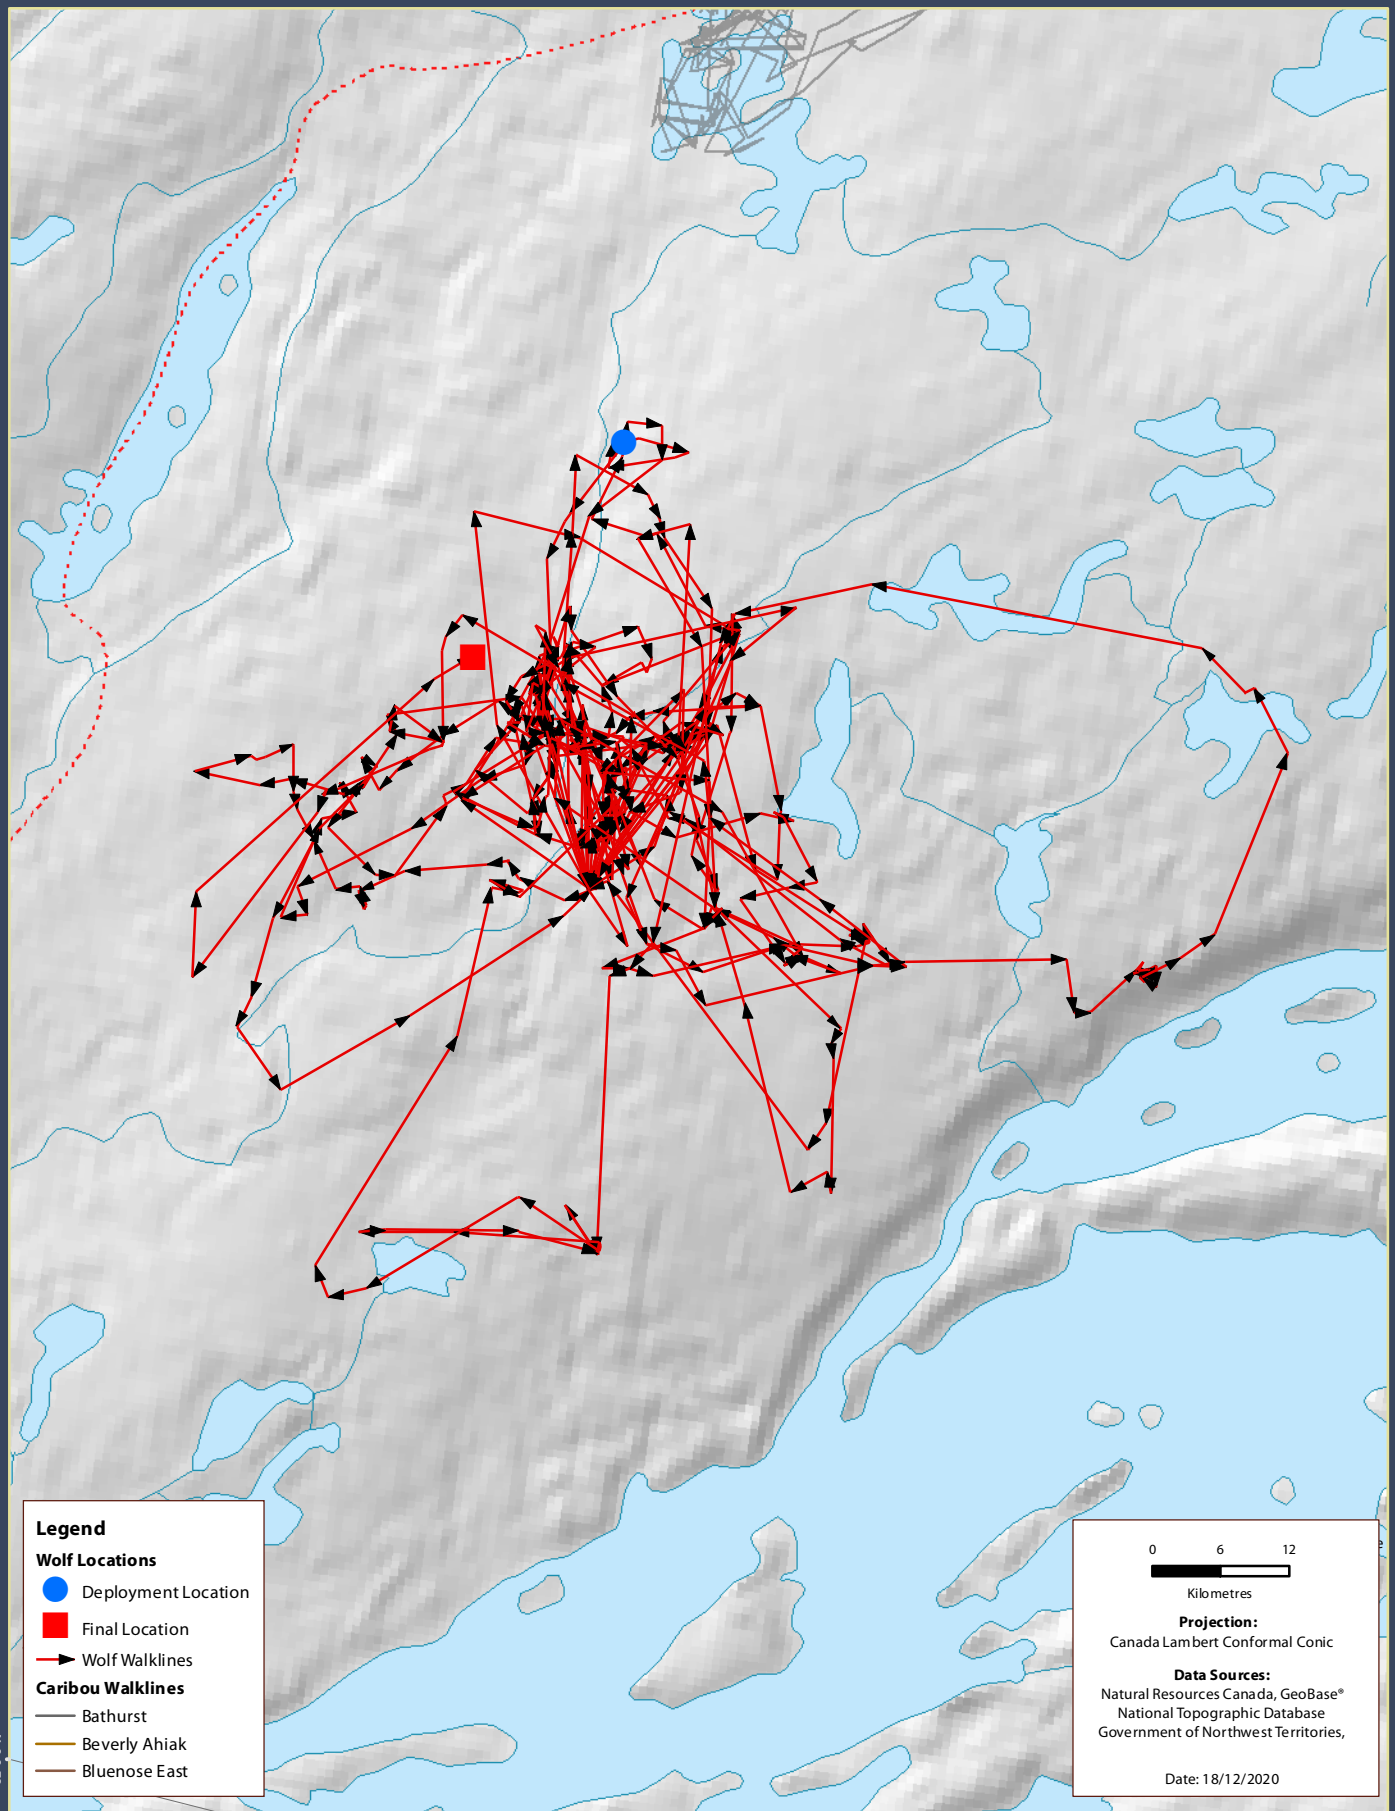 Legend
Wolf Locations
Deployment Location
Final Location
Wolf Walklines
Caribou Walklines
Bathurst
Beverly Ahiak
Bluenose East
0 6 12
Kilometres
Projection:
Canada Lambert Conformal Conic
Data Sources:
Natural Resources Canada, GeoBase®
National Topographic Database
Government of Northwest Territories,
Date: 18/12/2020